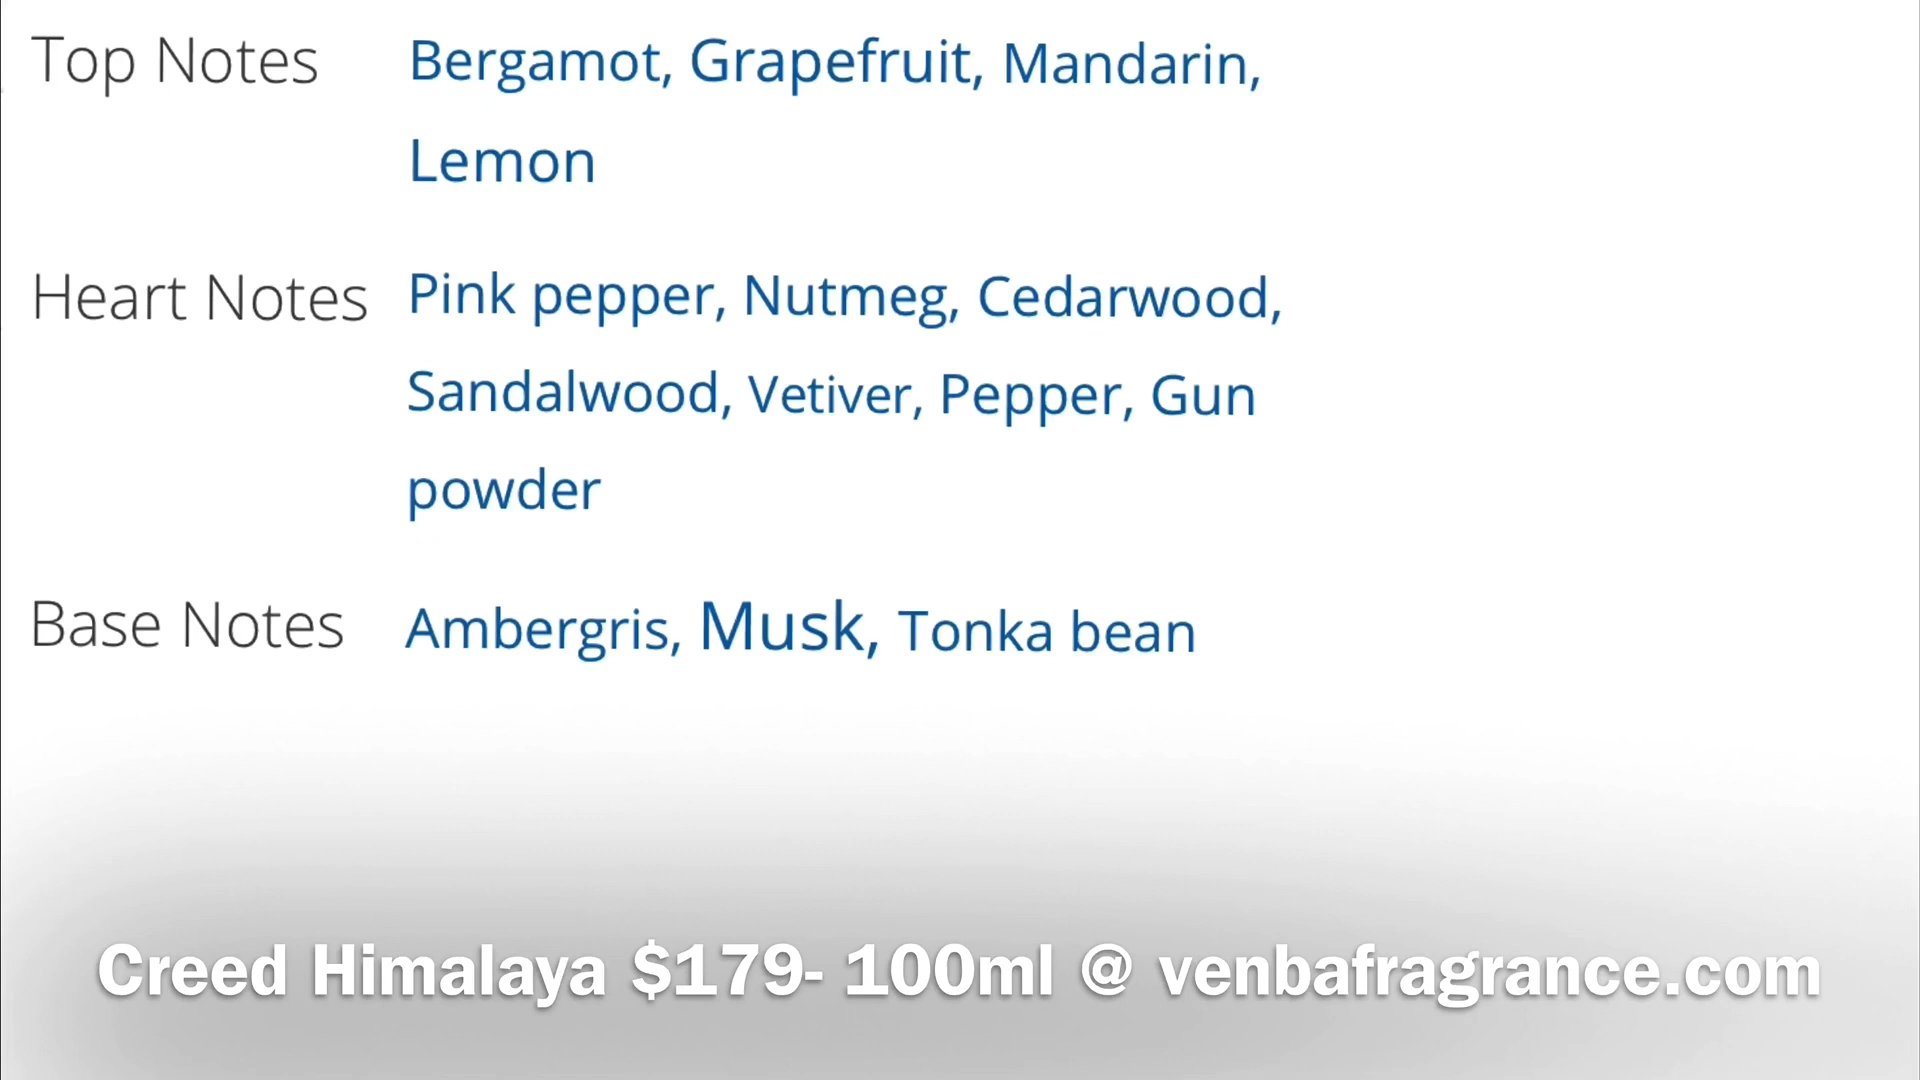 Top Notes Bergamot, Grapefruit, Mandarin,
Lemon
Heart Notes Pink pepper, Nutmeg, Cedarwood,
Sandalwood, Vetiver, Pepper, Gun
powder
Base Notes Ambergris, Musk, Tonka bean
Creed Himalaya $179- 100ml @ venbafragrance.com